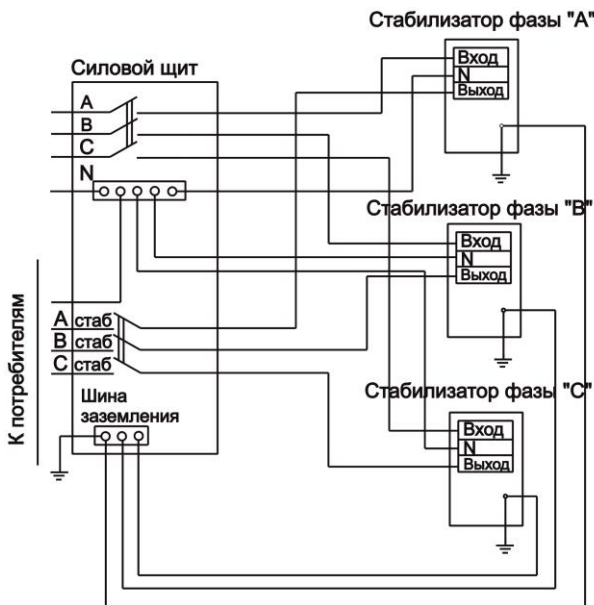 Стабилизатор фазы "А"
Вход
N
Выход
Силовой щит
А
В
С
N
Стабилизатор фазы "В"
Вход
N
Выход
К потребителям
А стаб
В стаб
С стаб
Шина
заземления
Стабилизатор фазы "С"
Вход
N
Выход